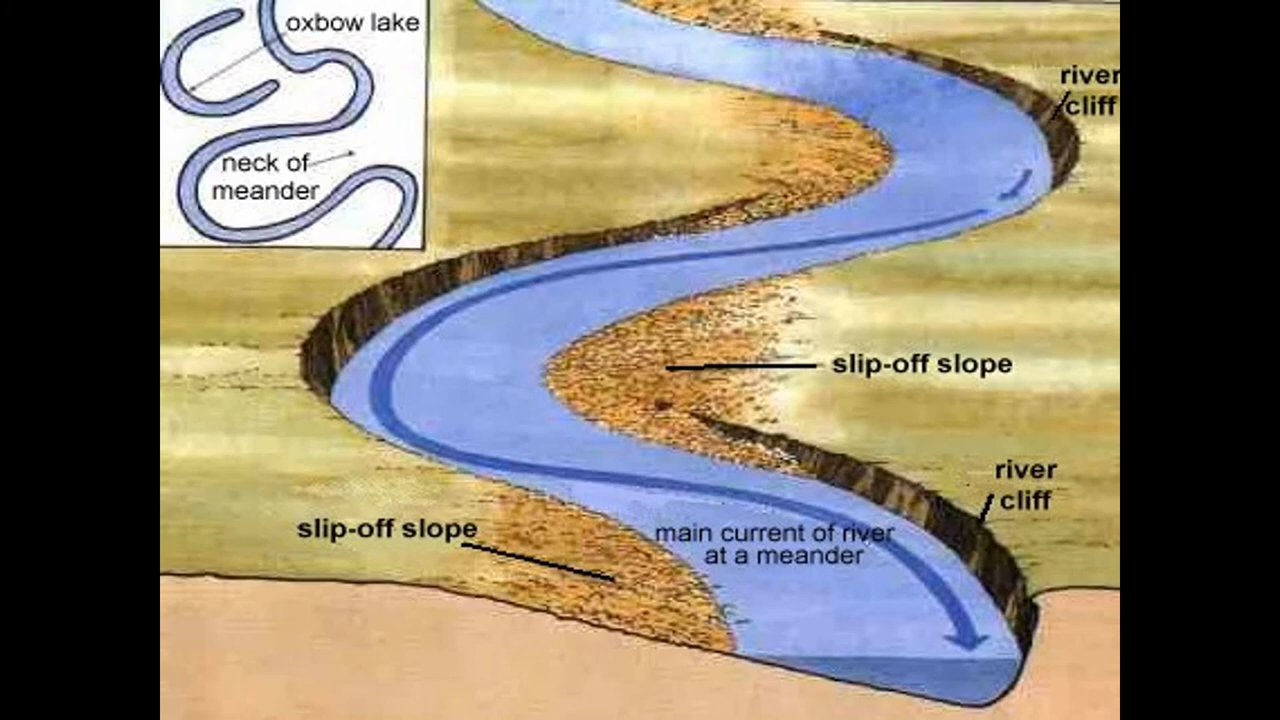 oxbow lake
neck of
meander
river
cliff
slip-off slope
river
cliff
slip-off slope
main current of river
at a meander